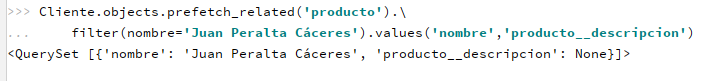 >>> Cliente.objects.prefetch_related('producto').\
...     filter(nombre='Juan Peralta Cáceres').values('nombre','producto__descripcion')
<QuerySet [{'nombre': 'Juan Peralta Cáceres', 'producto__descripcion': None}]>